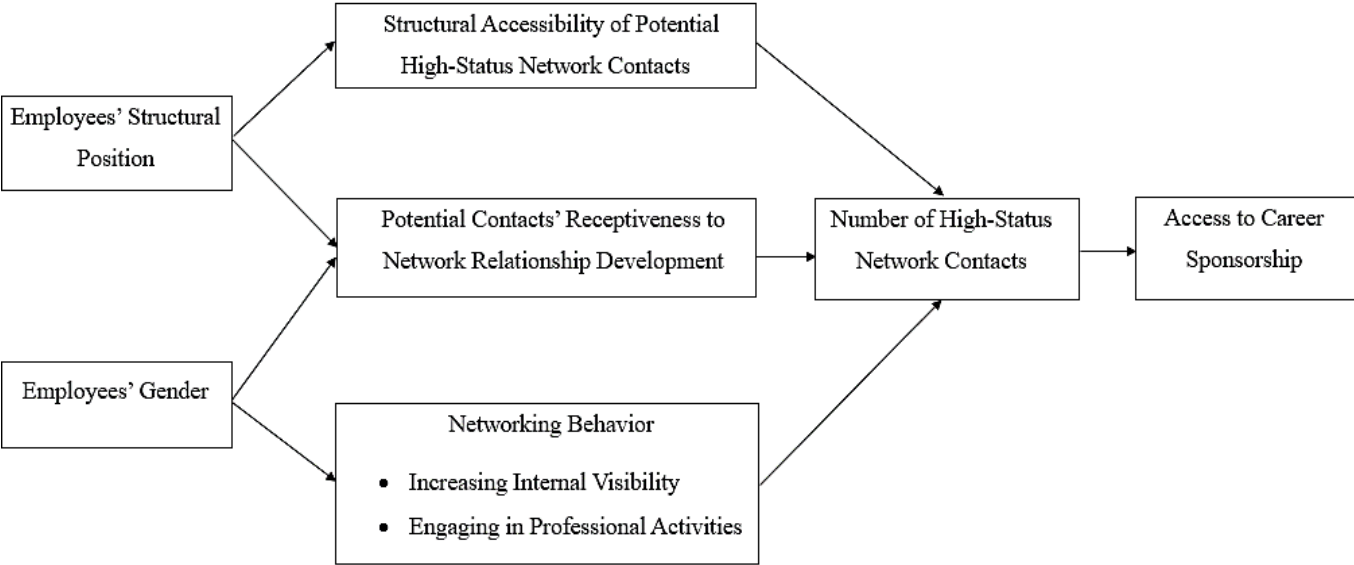 Structural Accessibility of Potential
High-Status Network Contacts
Employees’ Structural
Position
Potential Contacts’ Receptiveness to
Network Relationship Development
Number of High-Status
Network Contacts
Access to Career
Sponsorship
Employees’ Gender
Networking Behavior
• Increasing Internal Visibility
• Engaging in Professional Activities